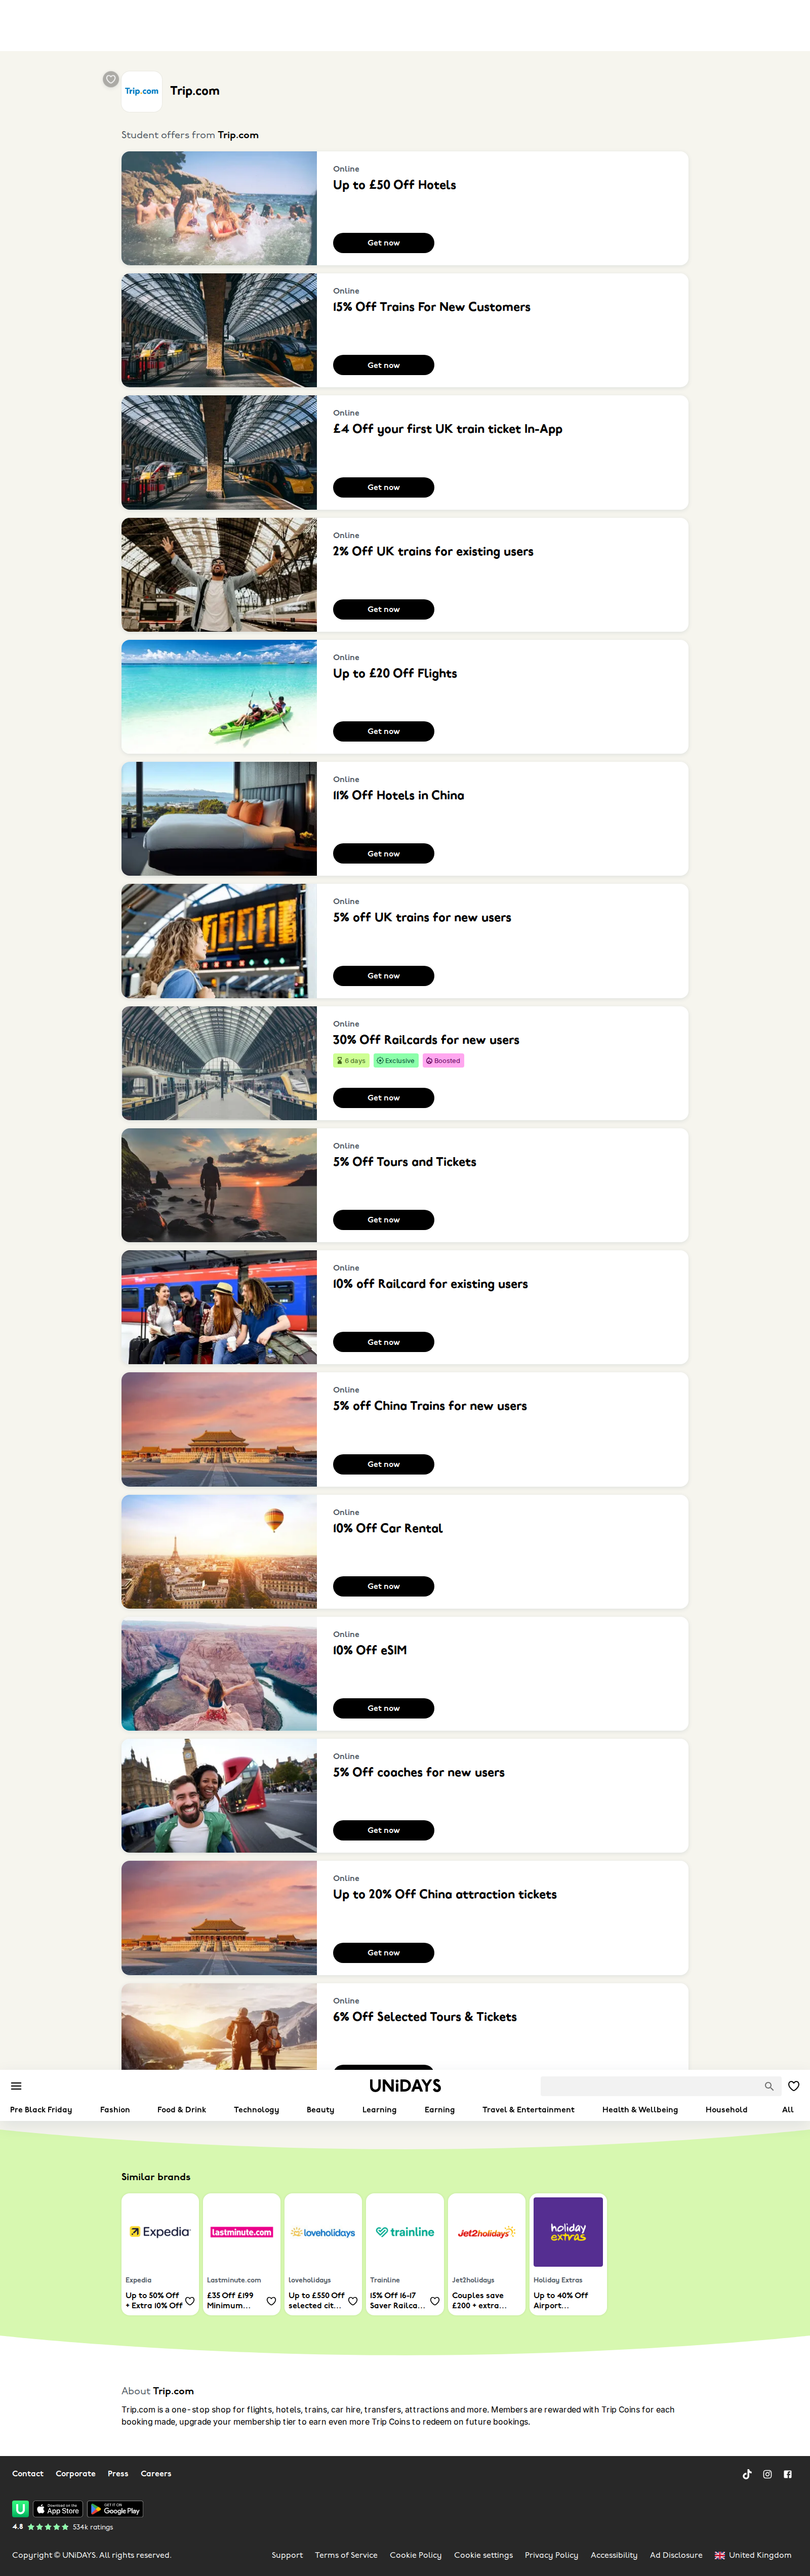 Trip.com
Trip.com
Student offers from Trip.com
Online
Up to £50 Off Hotels
Get now
Online
15% Off Trains For New Customers
Get now
Online
£4 Off your first UK train ticket In-App
Get now
Online
2% Off UK trains for existing users
Get now
Online
Up to £20 Off Flights
Get now
Online
11% Off Hotels in China
Get now
Online
5% off UK trains for new users
Get now
Online
30% Off Railcards for new users
6 days Exclusive Boosted
Get now
Online
5% Off Tours and Tickets
Get now
Online
10% off Railcard for existing users
Get now
Online
5% off China Trains for new users
Get now
Online
10% Off Car Rental
Get now
Online
10% Off eSIM
Get now
Online
5% Off coaches for new users
Get now
Online
Up to 20% Off China attraction tickets
Get now
Online
6% Off Selected Tours & Tickets
UNiDAYS
Pre Black Friday Fashion Food & Drink Technology Beauty Learning Earning Travel & Entertainment Health & Wellbeing Household All
Similar brands
Expedia lastminute.com loveholidays trainline Jet2holidays holiday extras
Expedia Lastminute.com loveholidays Trainline Jet2holidays Holiday Extras
Up to 50% Off £35 Off £199 Up to £550 Off 15% Off 16-17 Couples save Up to 40% Off
+ Extra 10% Off Minimum... selected cit... Saver Railca... £200 + extra... Airport...
About Trip.com
Trip.com is a one-stop shop for flights, hotels, trains, car hire, transfers, attractions and more. Members are rewarded with Trip Coins for each
booking made, upgrade your membership tier to earn even more Trip Coins to redeem on future bookings.
Contact Corporate Press Careers
U Download on the App Store GET IT ON Google Play
4.8 534k ratings
Copyright © UNiDAYS. All rights reserved. Support Terms of Service Cookie Policy Cookie settings Privacy Policy Accessibility Ad Disclosure United Kingdom